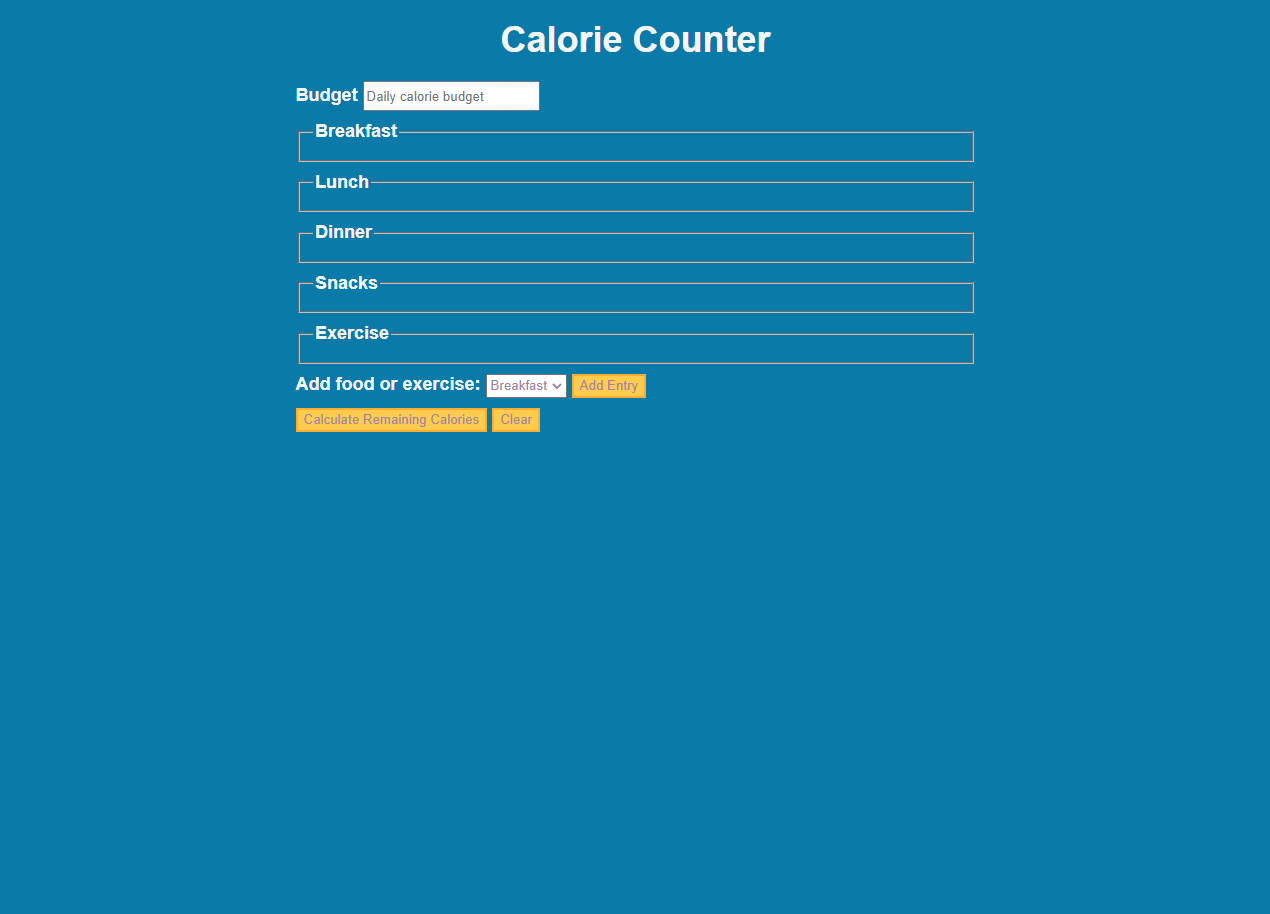 Calorie Counter
Budget Daily calorie budget
Breakfast
Lunch
Dinner
Snacks
Exercise
Add food or exercise: Breakfast Add Entry
Calculate Remaining Calories Clear